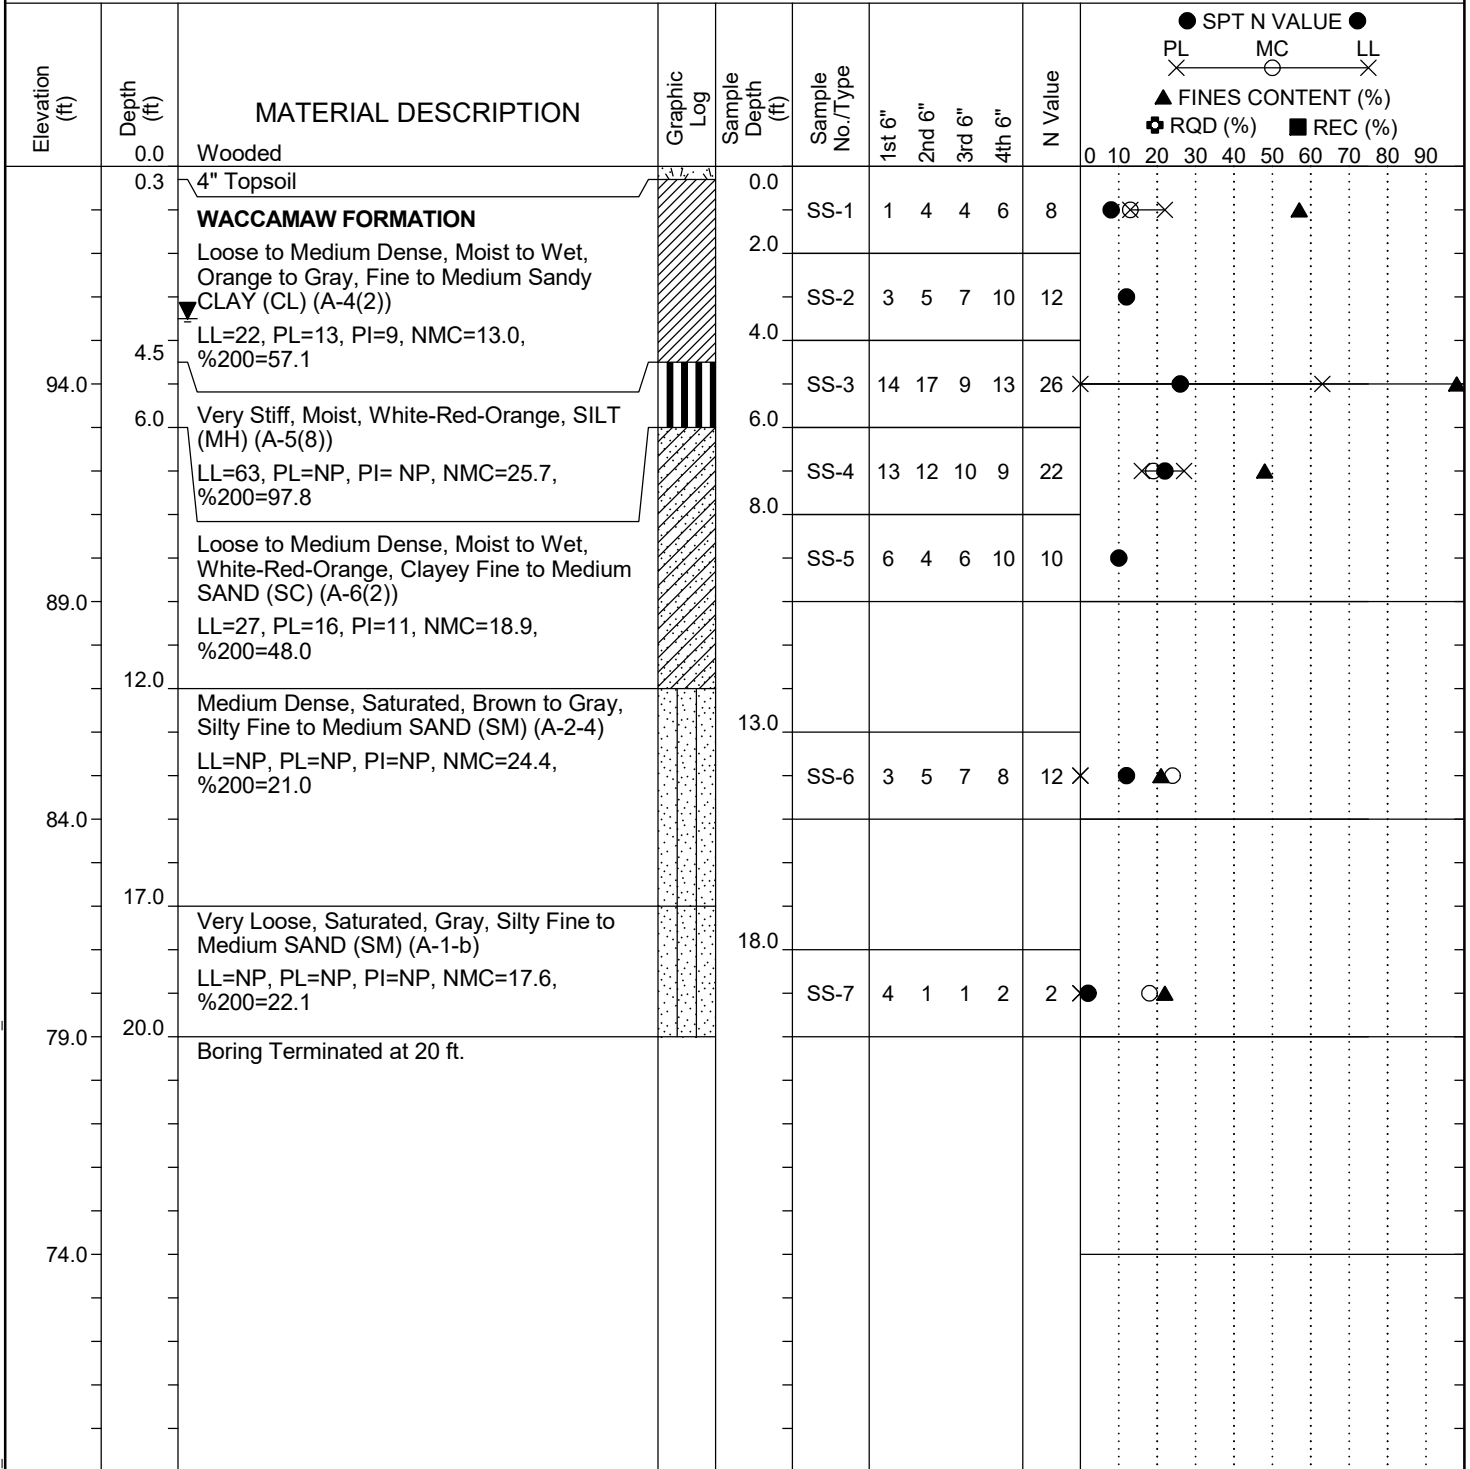 ● SPT N VALUE ●
PL MC LL
▲ FINES CONTENT (%)
RQD (%) ■ REC (%)
Elevation (ft)
Depth (ft)
MATERIAL DESCRIPTION
Graphic Log
Sample Depth (ft)
Sample No./Type
1st 6"
2nd 6"
3rd 6"
4th 6"
N Value
0 10 20 30 40 50 60 70 80 90
0.0 Wooded
0.3 4" Topsoil 0.0
WACCAMAW FORMATION
SS-1 1 4 4 6 8
2.0
Loose to Medium Dense, Moist to Wet,
Orange to Gray, Fine to Medium Sandy
CLAY (CL) (A-4(2))
SS-2 3 5 7 10 12
LL=22, PL=13, PI=9, NMC=13.0,
%200=57.1
4.0
4.5
94.0
SS-3 14 17 9 13 26
6.0
6.0
Very Stiff, Moist, White-Red-Orange, SILT
(MH) (A-5(8))
LL=63, PL=NP, PI= NP, NMC=25.7,
%200=97.8
SS-4 13 12 10 9 22
8.0
Loose to Medium Dense, Moist to Wet,
White-Red-Orange, Clayey Fine to Medium
SAND (SC) (A-6(2))
SS-5 6 4 6 10 10
89.0
LL=27, PL=16, PI=11, NMC=18.9,
%200=48.0
12.0
Medium Dense, Saturated, Brown to Gray,
Silty Fine to Medium SAND (SM) (A-2-4)
13.0
LL=NP, PL=NP, PI=NP, NMC=24.4,
%200=21.0
SS-6 3 5 7 8 12
84.0
17.0
Very Loose, Saturated, Gray, Silty Fine to
Medium SAND (SM) (A-1-b)
18.0
LL=NP, PL=NP, PI=NP, NMC=17.6,
%200=22.1
SS-7 4 1 1 2 2
79.0
20.0
Boring Terminated at 20 ft.
74.0